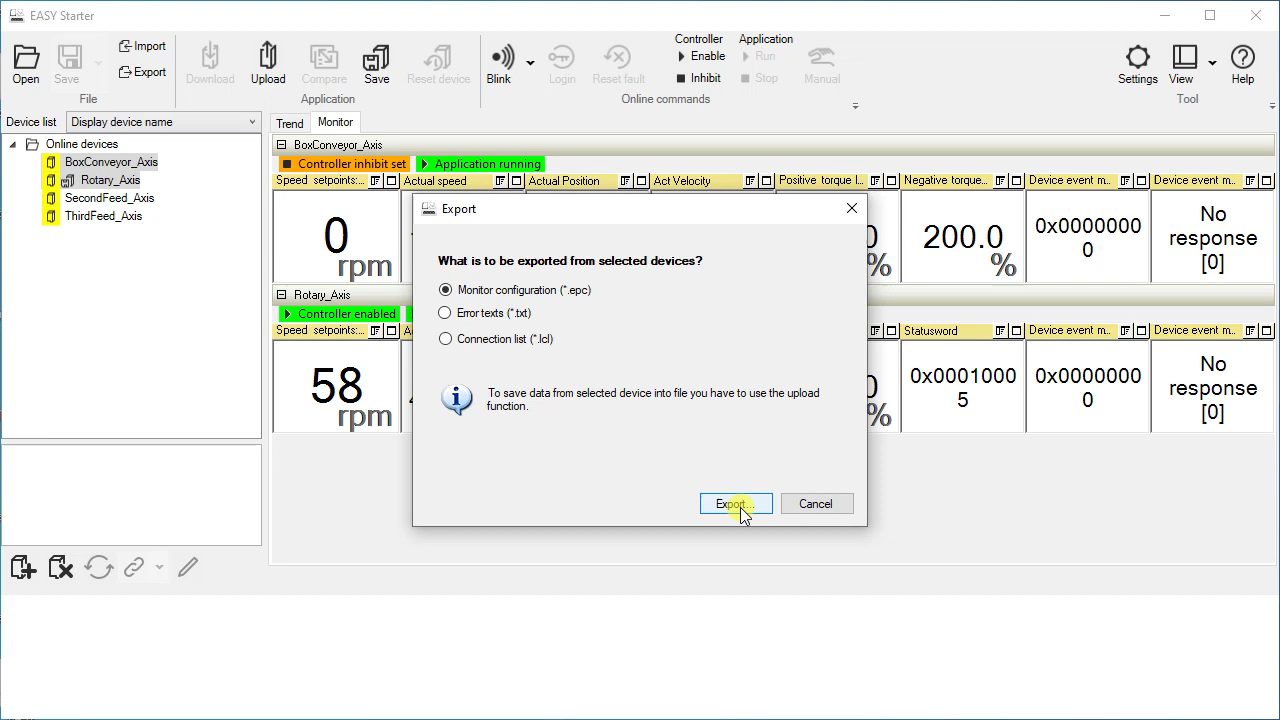 EASY Starter
Open
Save
Import
Export
File
Download
Upload
Compare
Save
Reset device
Application
Blink
Login
Reset fault
Controller
Enable
Inhibit
Application
Run
Stop
Manual
Online commands
Settings
View
Help
Tool
Device list
Display device name
Online devices
BoxConveyor_Axis
Rotary_Axis
SecondFeed_Axis
ThirdFeed_Axis
Trend
Monitor
BoxConveyor_Axis
Controller inhibit set
Application running
Speed setpoints:...
Actual speed
Actual Position
Act Velocity
Positive torque l...
Negative torque...
Device event m...
Device event m...
0
rpm
%
200.0
%
0x0000000
0
No
response
[0]
Rotary_Axis
Controller enabled
Speed setpoints:...
Statusword
Device event m...
Device event m...
58
rpm
%
0x0001000
5
0x0000000
0
No
response
[0]
Export
What is to be exported from selected devices?
Monitor configuration (*.epc)
Error texts (*.txt)
Connection list (*.lcl)
To save data from selected device into file you have to use the upload
function.
Export...
Cancel